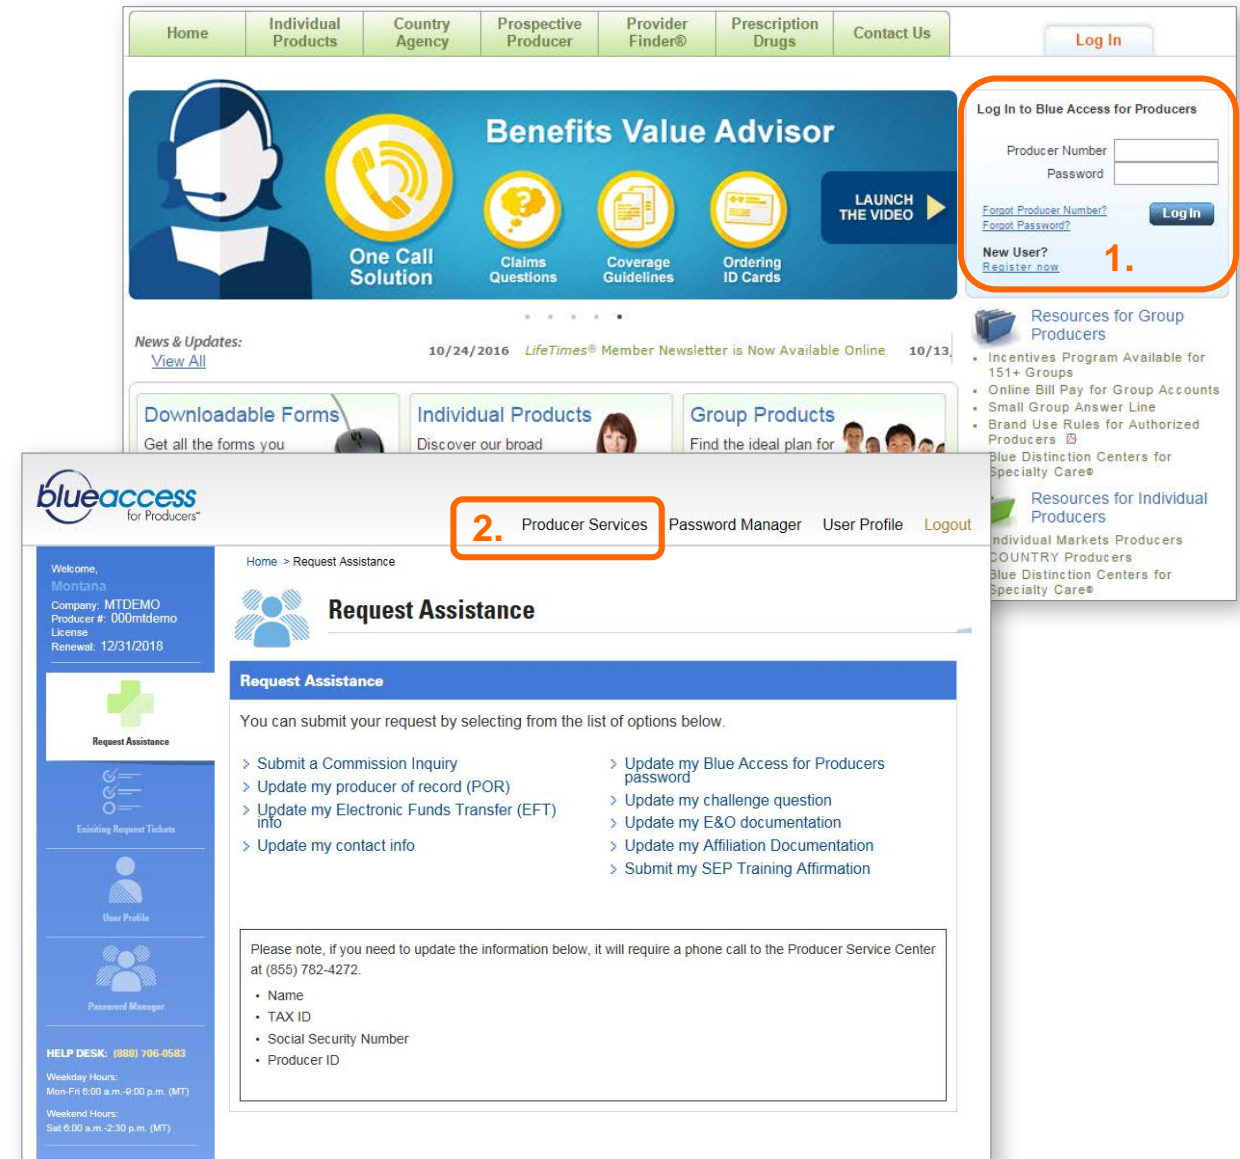 Home
Individual Products
Country Agency
Prospective Producer
Provider Finder®
Prescription Drugs
Contact Us
Log In
Benefits Value Advisor
One Call Solution
Claims Questions
Coverage Guidelines
Ordering ID Cards
LAUNCH THE VIDEO
Log In to Blue Access for Producers
Producer Number
Password
Forgot Producer Number?
Forgot Password?
Log In
New User?
Register now
1.
News & Updates:
View All
10/24/2016 LifeTimes® Member Newsletter is Now Available Online 10/13,
Downloadable Forms
Get all the forms you
Individual Products
Discover our broad
Group Products
Find the ideal plan for
Resources for Group
Producers
Incentives Program Available for
151+ Groups
Online Bill Pay for Group Accounts
Small Group Answer Line
Brand Use Rules for Authorized
Producers
Blue Distinction Centers for
Specialty Care®
Resources for Individual
Producers
Individual Markets Producers
COUNTRY Producers
Blue Distinction Centers for
Specialty Care®
blueaccess
for Producers℠
2.
Producer Services
Password Manager
User Profile
Logout
Welcome,
Montana
Company: MTDEMO
Producer #: 000mtdemo
License
Renewal: 12/31/2018
Request Assistance
Exisiting Request Tickets
User Profile
Password Manager
HELP DESK: (888) 706-0583
Weekday Hours:
Mon-Fri 6:00 a.m.-9:00 p.m. (MT)
Weekend Hours:
Sat 6:00 a.m.-2:30 p.m. (MT)
Home > Request Assistance
Request Assistance
Request Assistance
You can submit your request by selecting from the list of options below.
> Submit a Commission Inquiry
> Update my producer of record (POR)
> Update my Electronic Funds Transfer (EFT)
info
> Update my contact info
> Update my Blue Access for Producers
password
> Update my challenge question
> Update my E&O documentation
> Update my Affiliation Documentation
> Submit my SEP Training Affirmation
Please note, if you need to update the information below, it will require a phone call to the Producer Service Center
at (855) 782-4272.
• Name
• TAX ID
• Social Security Number
• Producer ID